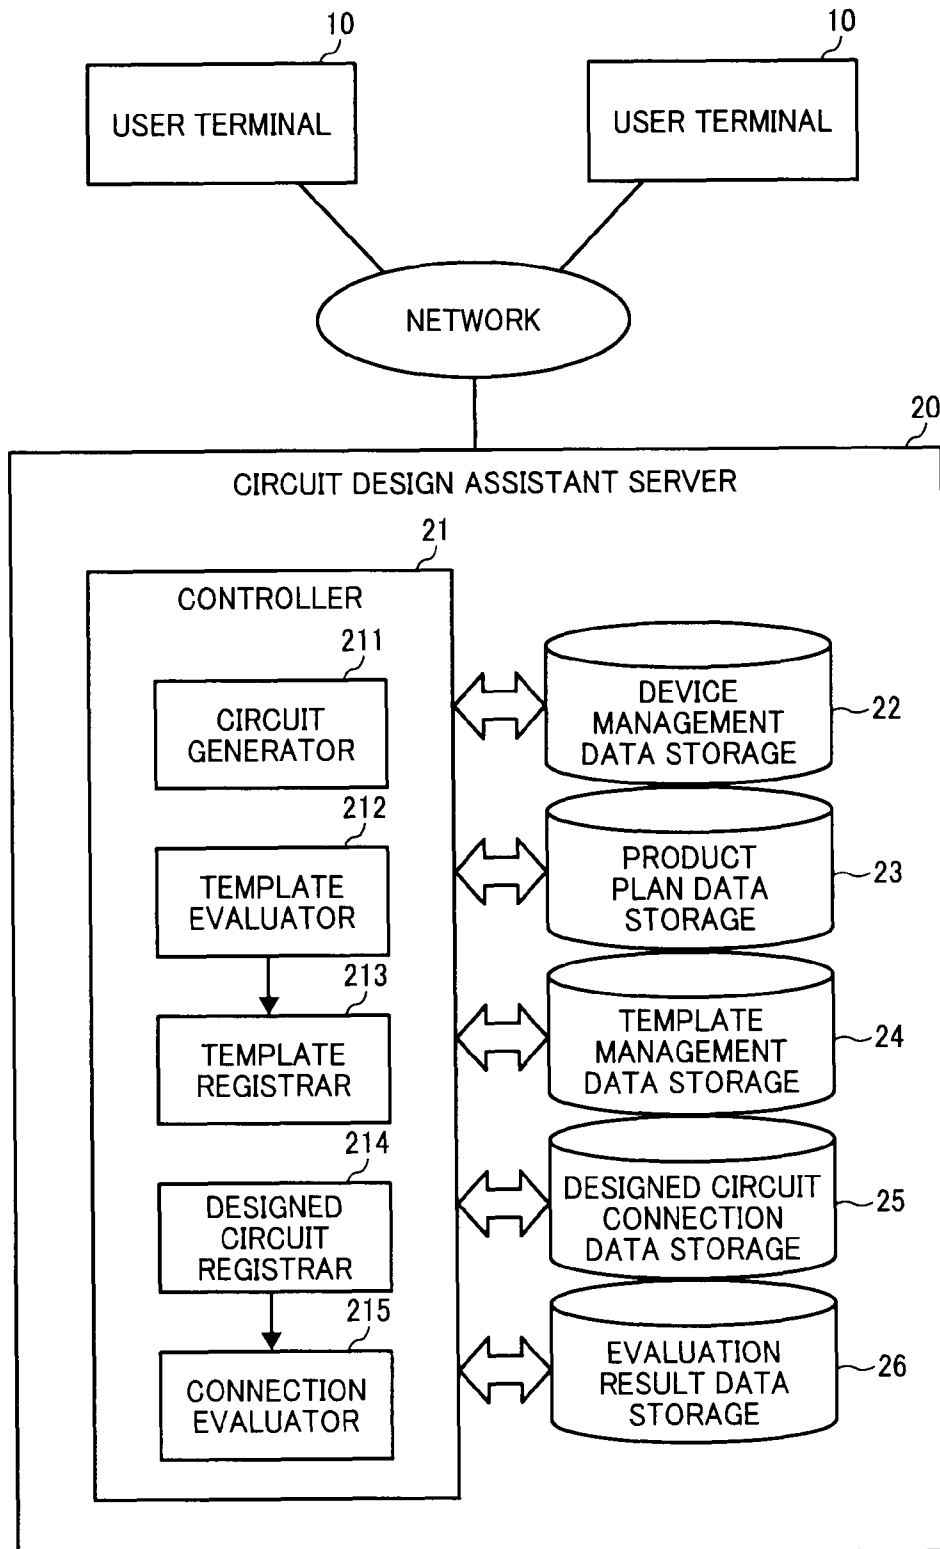 10
10
USER TERMINAL
USER TERMINAL
NETWORK
20
CIRCUIT DESIGN ASSISTANT SERVER
21
CONTROLLER
211
CIRCUIT
GENERATOR
212
TEMPLATE
EVALUATOR
213
TEMPLATE
REGISTRAR
214
DESIGNED
CIRCUIT
REGISTRAR
215
CONNECTION
EVALUATOR
DEVICE
MANAGEMENT
DATA STORAGE
22
PRODUCT
PLAN DATA
STORAGE
23
TEMPLATE
MANAGEMENT
DATA STORAGE
24
DESIGNED CIRCUIT
CONNECTION
DATA STORAGE
25
EVALUATION
RESULT DATA
STORAGE
26